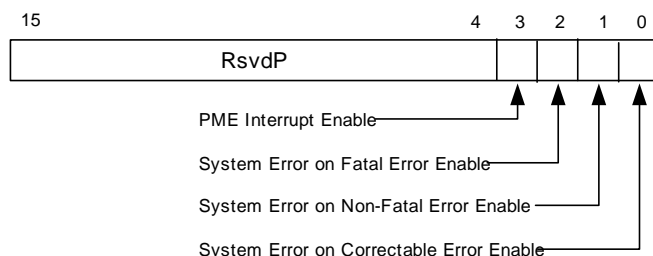 15 4 3 2 1 0
RsvdP
PME Interrupt Enable
System Error on Fatal Error Enable
System Error on Non-Fatal Error Enable
System Error on Correctable Error Enable